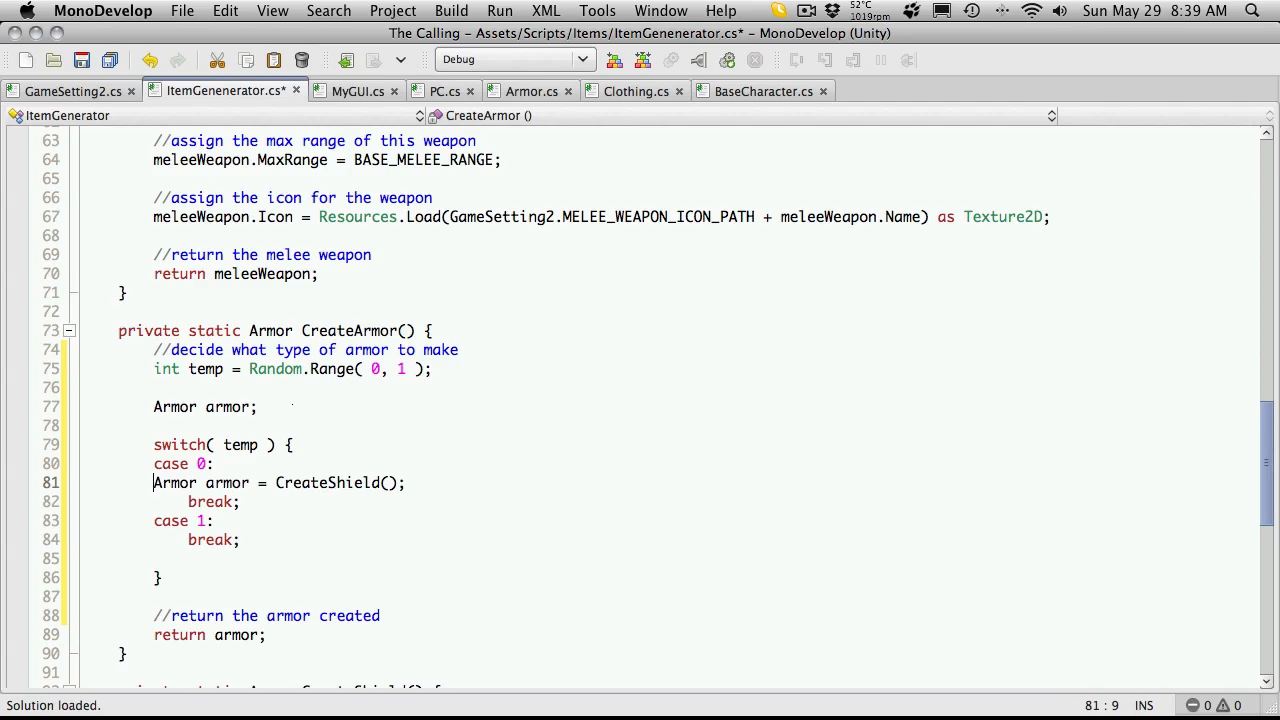 MonoDevelop File Edit View Search Project Build Run XML Tools Window Help 52°C 1019rpm Sun May 29 8:39 AM
The Calling – Assets/Scripts/Items/ItemGenenerator.cs* – MonoDevelop (Unity)
Debug
GameSetting2.cs ItemGenenerator.cs* MyGUI.cs PC.cs Armor.cs Clothing.cs BaseCharacter.cs
ItemGenerator CreateArmor ()
63 //assign the max range of this weapon
64 meleeWeapon.MaxRange = BASE_MELEE_RANGE;
65
66 //assign the icon for the weapon
67 meleeWeapon.Icon = Resources.Load(GameSetting2.MELEE_WEAPON_ICON_PATH + meleeWeapon.Name) as Texture2D;
68
69 //return the melee weapon
70 return meleeWeapon;
71 }
72
73 private static Armor CreateArmor() {
74 //decide what type of armor to make
75 int temp = Random.Range( 0, 1 );
76
77 Armor armor;
78
79 switch( temp ) {
80 case 0:
81 Armor armor = CreateShield();
82 break;
83 case 1:
84 break;
85
86 }
87
88 //return the armor created
89 return armor;
90 }
91
Solution loaded. 81 : 9 INS 0 0